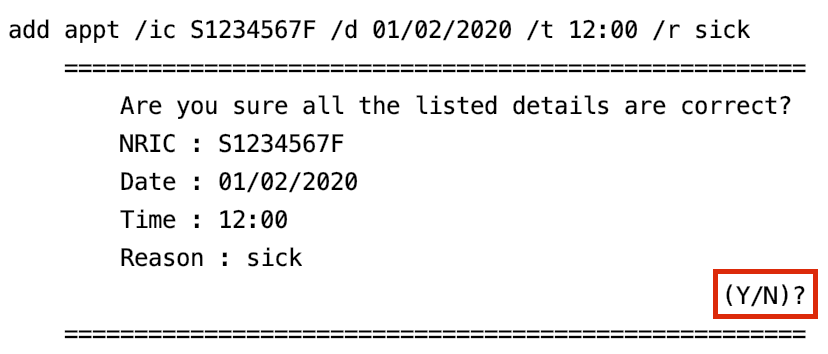 add appt /ic S1234567F /d 01/02/2020 /t 12:00 /r sick
=====================================================
Are you sure all the listed details are correct?
NRIC : S1234567F
Date : 01/02/2020
Time : 12:00
Reason : sick
(Y/N)?
=====================================================